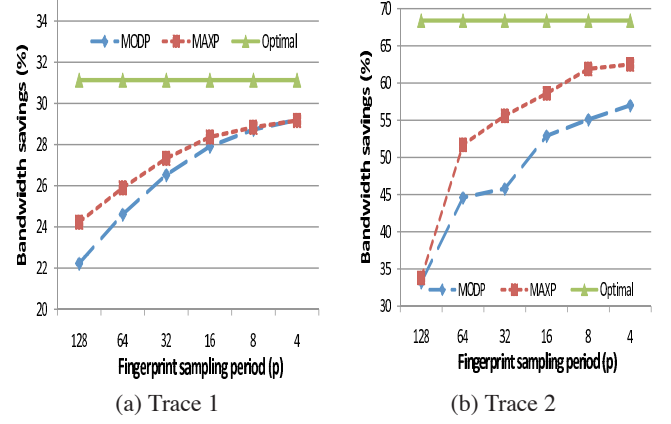 34
32
30
28
26
24
22
20
Bandwidth savings (%)
MODP MAXP Optimal
128 64 32 16 8 4
Fingerprint sampling period (p)
(a) Trace 1
70
65
60
55
50
45
40
35
30
Bandwidth savings (%)
MODP MAXP Optimal
128 64 32 16 8 4
Fingerprint sampling period (p)
(b) Trace 2